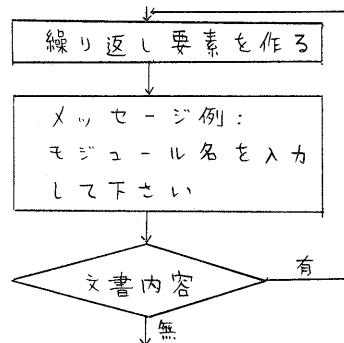 繰り返し要素を作る
メッセージ例:
モジュール名を入力
して下さい
文書内容
有
無